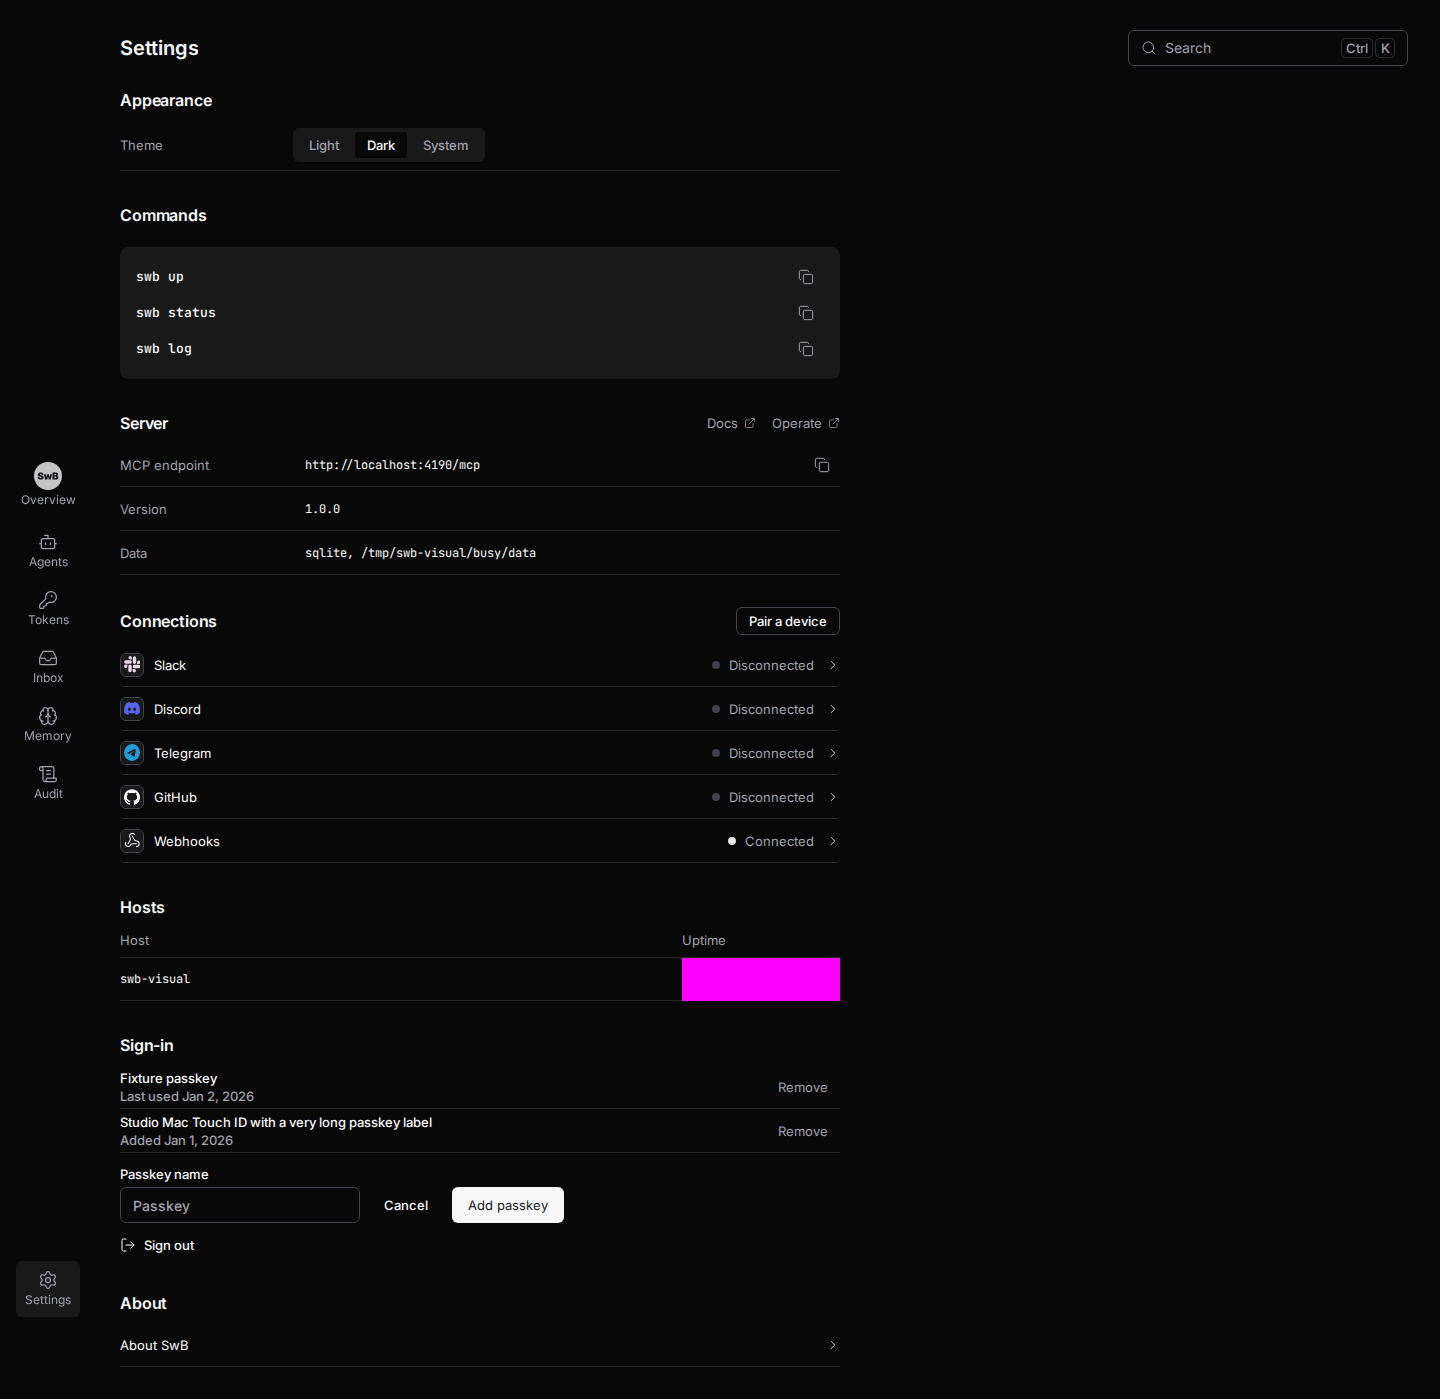 Settings
Search
Ctrl K
Appearance
Theme
Light
Dark
System
Commands
swb up
swb status
swb log
Server
Docs
Operate
MCP endpoint
http://localhost:4190/mcp
Version
1.0.0
Data
sqlite, /tmp/swb-visual/busy/data
Connections
Pair a device
Slack
Disconnected
Discord
Disconnected
Telegram
Disconnected
GitHub
Disconnected
Webhooks
Connected
Hosts
Host
Uptime
swb-visual
Sign-in
Fixture passkey
Last used Jan 2, 2026
Remove
Studio Mac Touch ID with a very long passkey label
Added Jan 1, 2026
Remove
Passkey name
Passkey
Cancel
Add passkey
Sign out
About
About SwB
SwB
Overview
Agents
Tokens
Inbox
Memory
Audit
Settings